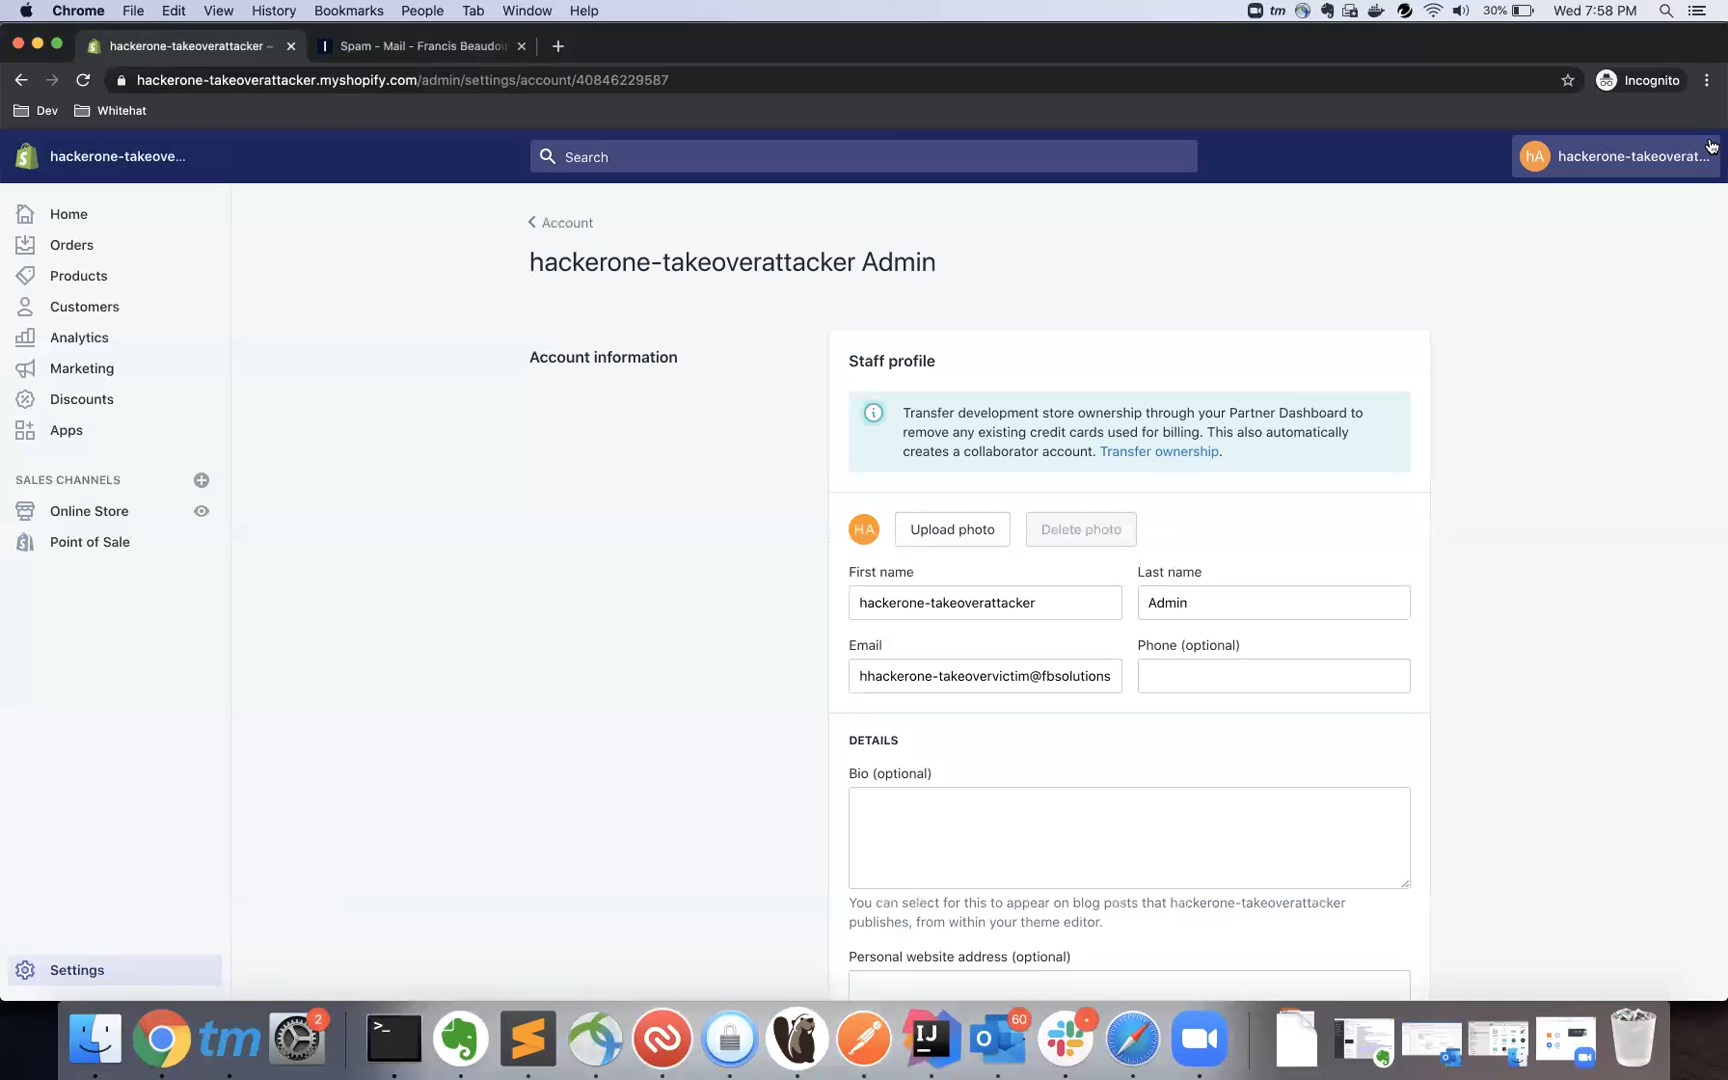 Chrome File Edit View History Bookmarks People Tab Window Help
tm 30% Wed 7:58 PM
hackerone-takeoverattacker –
Spam – Mail – Francis Beaudoin
hackerone-takeoverattacker.myshopify.com/admin/settings/account/40846229587
Incognito
Dev Whitehat
hackerone-takeove...
Search
hA hackerone-takeoverat...
Home
Orders
Products
Customers
Analytics
Marketing
Discounts
Apps
SALES CHANNELS
Online Store
Point of Sale
Settings
Account
hackerone-takeoverattacker Admin
Account information
Staff profile
Transfer development store ownership through your Partner Dashboard to
remove any existing credit cards used for billing. This also automatically
creates a collaborator account. Transfer ownership.
HA Upload photo Delete photo
First name Last name
hackerone-takeoverattacker Admin
Email Phone (optional)
hhackerone-takeovervictim@fbsolutions
DETAILS
Bio (optional)
You can select for this to appear on blog posts that hackerone-takeoverattacker
publishes, from within your theme editor.
Personal website address (optional)
tm 2 >_ IJ 60